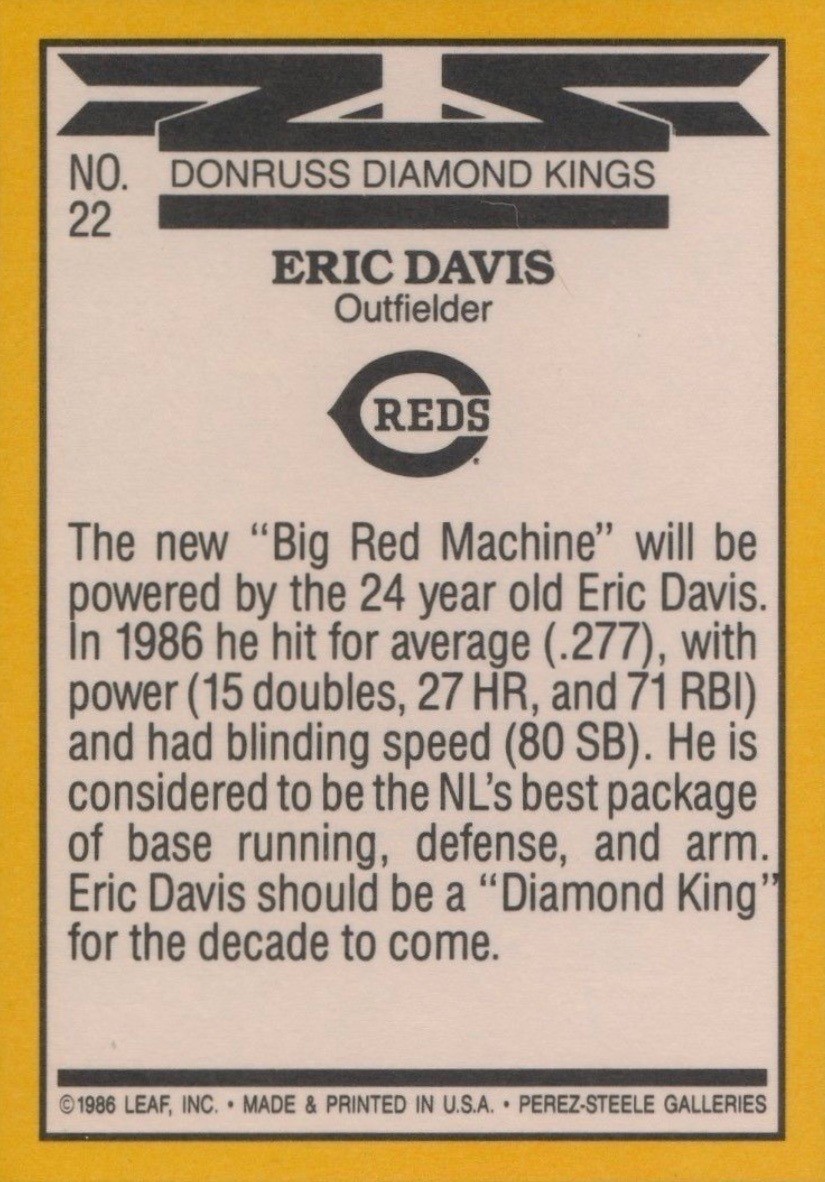 NO.
22
DONRUSS DIAMOND KINGS
ERIC DAVIS
Outfielder
REDS
The new “Big Red Machine” will be
powered by the 24 year old Eric Davis.
In 1986 he hit for average (.277), with
power (15 doubles, 27 HR, and 71 RBI)
and had blinding speed (80 SB). He is
considered to be the NL’s best package
of base running, defense, and arm.
Eric Davis should be a “Diamond King”
for the decade to come.
©1986 LEAF, INC. • MADE & PRINTED IN U.S.A. • PEREZ-STEELE GALLERIES